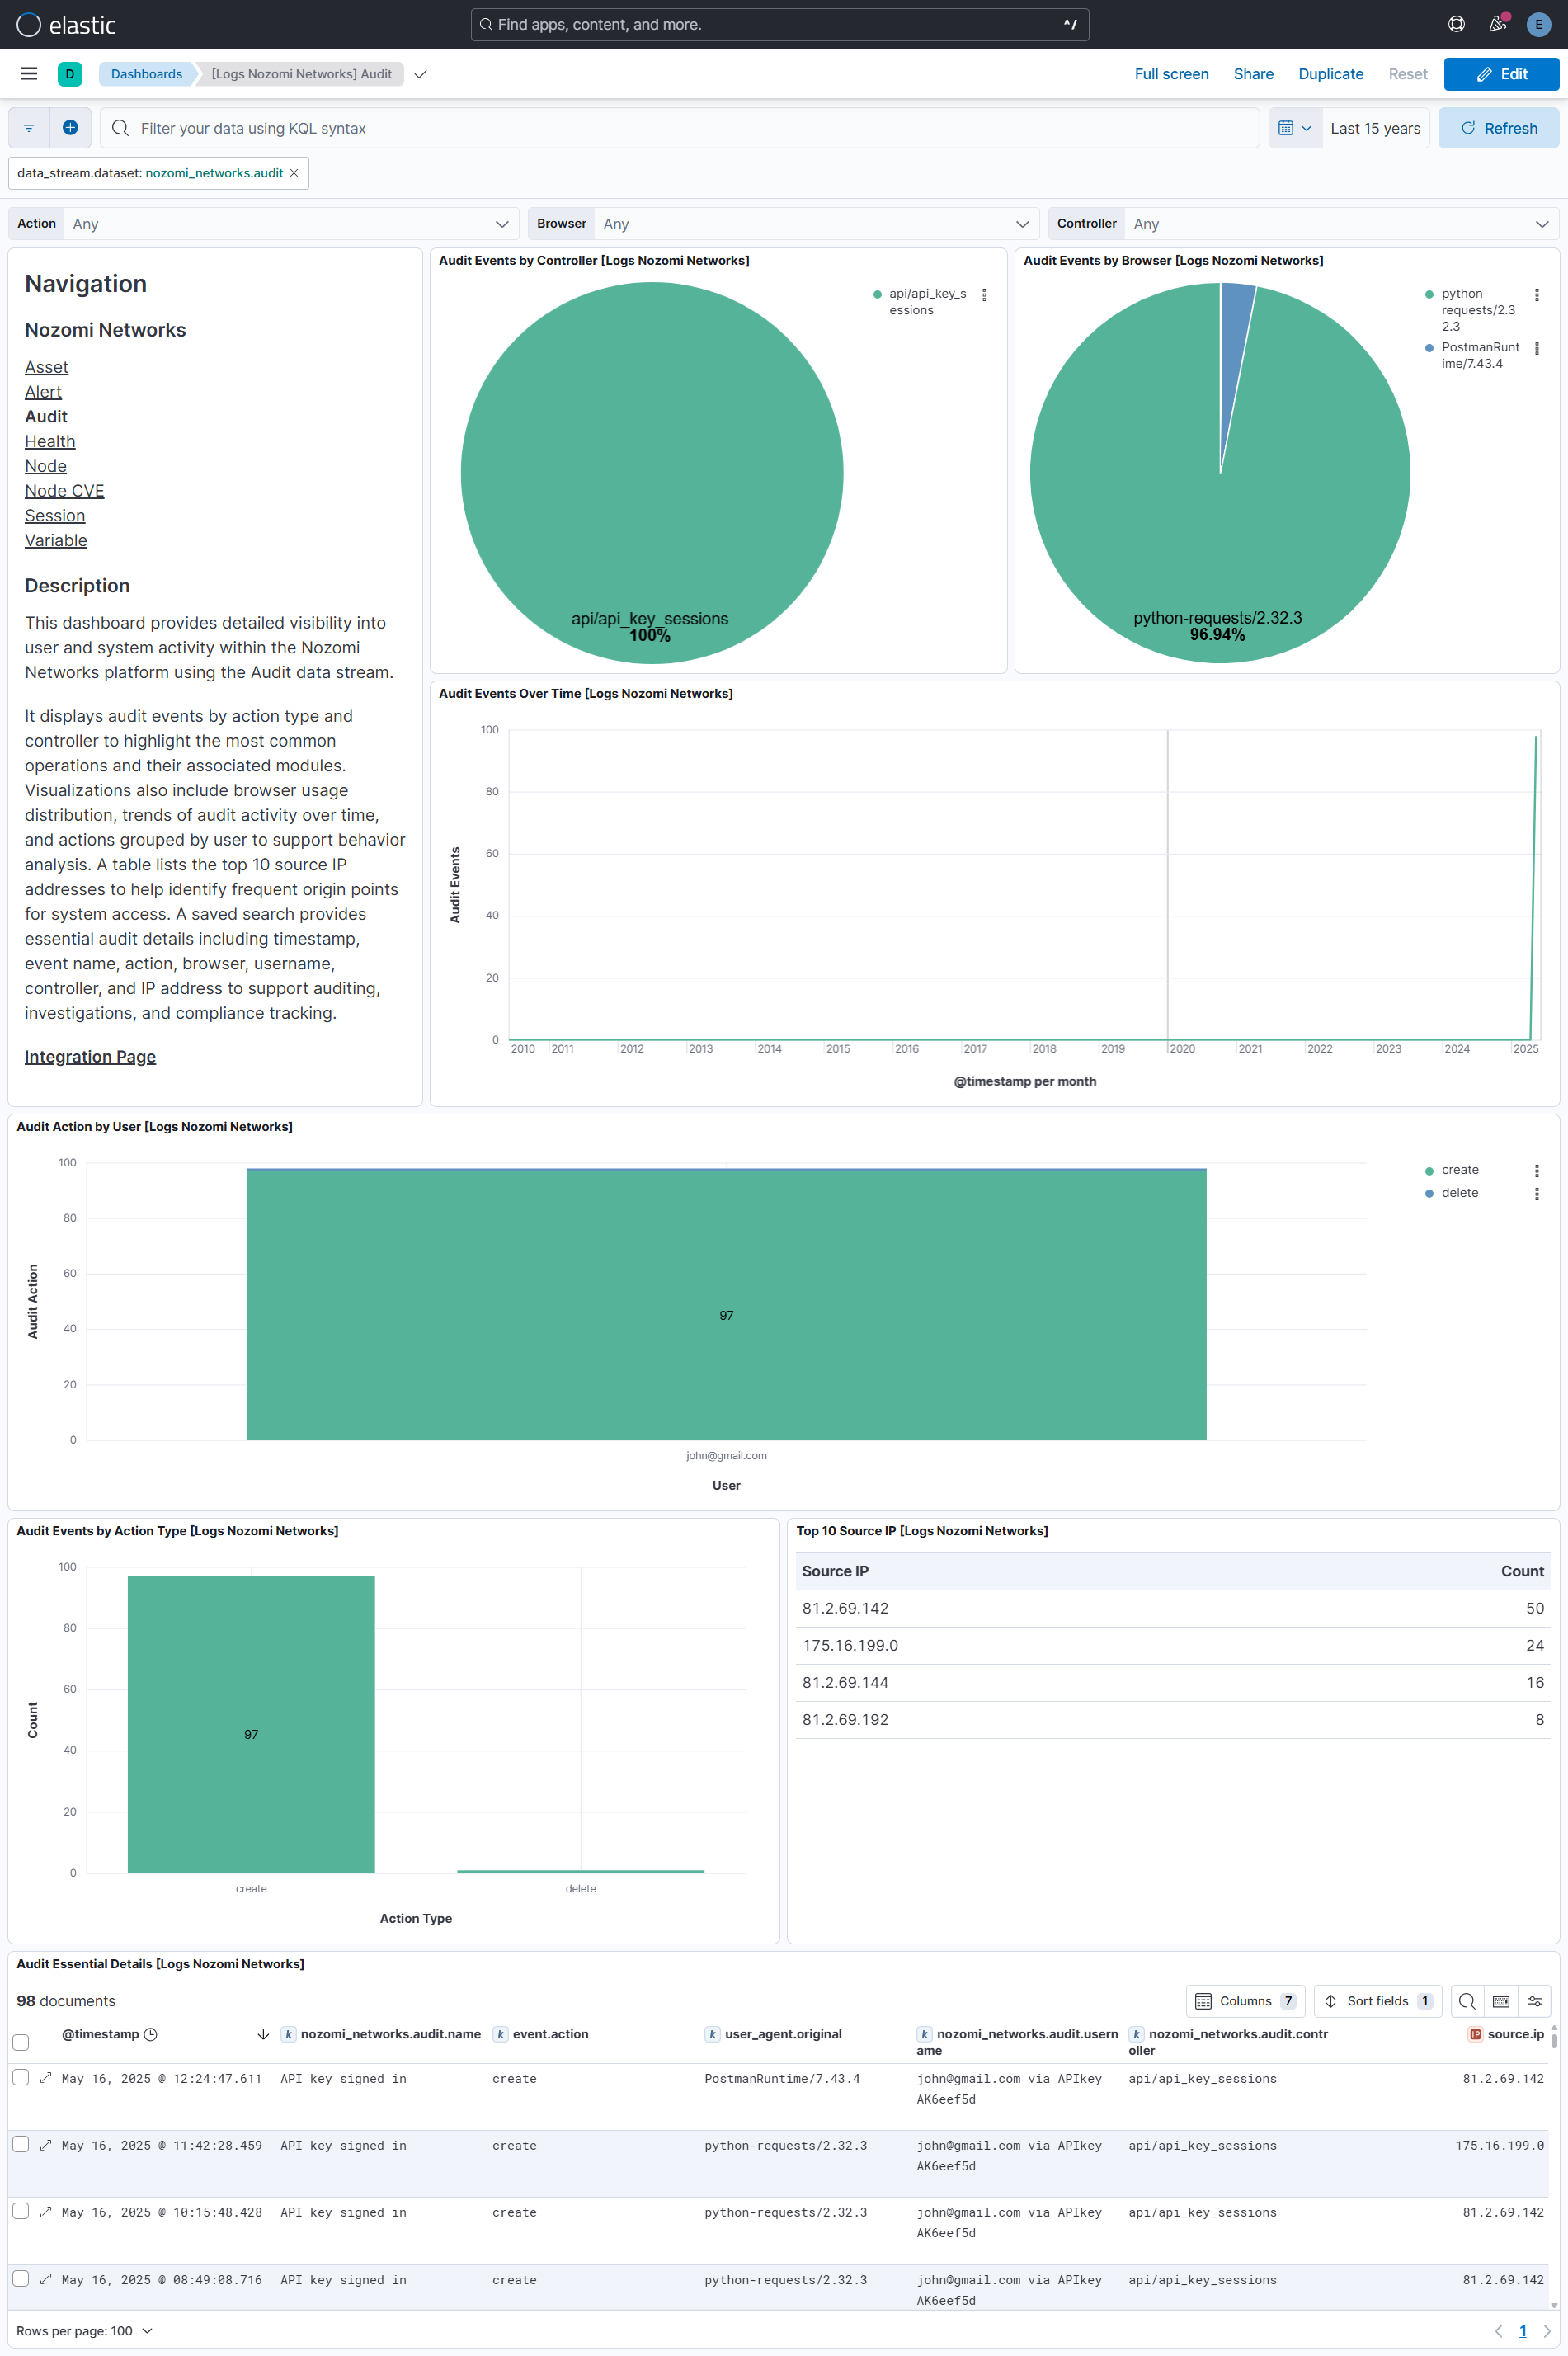 elastic
Find apps, content, and more.
^/
E
D
Dashboards
[Logs Nozomi Networks] Audit
Full screen
Share
Duplicate
Reset
Edit
Filter your data using KQL syntax
Last 15 years
Refresh
data_stream.dataset: nozomi_networks.audit ×
Action Any
Browser Any
Controller Any
Navigation
Nozomi Networks
Asset
Alert
Audit
Health
Node
Node CVE
Session
Variable
Description
This dashboard provides detailed visibility into
user and system activity within the Nozomi
Networks platform using the Audit data stream.
It displays audit events by action type and
controller to highlight the most common
operations and their associated modules.
Visualizations also include browser usage
distribution, trends of audit activity over time,
and actions grouped by user to support behavior
analysis. A table lists the top 10 source IP
addresses to help identify frequent origin points
for system access. A saved search provides
essential audit details including timestamp,
event name, action, browser, username,
controller, and IP address to support auditing,
investigations, and compliance tracking.
Integration Page
Audit Events by Controller [Logs Nozomi Networks]
api/api_key_s
essions
api/api_key_sessions
100%
Audit Events by Browser [Logs Nozomi Networks]
python-
requests/2.3
2.3
PostmanRunt
ime/7.43.4
python-requests/2.32.3
96.94%
Audit Events Over Time [Logs Nozomi Networks]
Audit Events
100
80
60
40
20
0
2010 2011 2012 2013 2014 2015 2016 2017 2018 2019 2020 2021 2022 2023 2024 2025
@timestamp per month
Audit Action by User [Logs Nozomi Networks]
Audit Action
100
80
60
40
20
0
97
john@gmail.com
User
create
delete
Audit Events by Action Type [Logs Nozomi Networks]
Count
100
80
60
40
20
0
97
create delete
Action Type
Top 10 Source IP [Logs Nozomi Networks]
Source IP Count
81.2.69.142 50
175.16.199.0 24
81.2.69.144 16
81.2.69.192 8
Audit Essential Details [Logs Nozomi Networks]
98 documents
Columns 7
Sort fields 1
@timestamp k nozomi_networks.audit.name k event.action k user_agent.original k nozomi_networks.audit.usern k nozomi_networks.audit.contr IP source.ip
ame oller
May 16, 2025 @ 12:24:47.611 API key signed in create PostmanRuntime/7.43.4 john@gmail.com via APIkey api/api_key_sessions 81.2.69.142
AK6eef5d
May 16, 2025 @ 11:42:28.459 API key signed in create python-requests/2.32.3 john@gmail.com via APIkey api/api_key_sessions 175.16.199.0
AK6eef5d
May 16, 2025 @ 10:15:48.428 API key signed in create python-requests/2.32.3 john@gmail.com via APIkey api/api_key_sessions 81.2.69.142
AK6eef5d
May 16, 2025 @ 08:49:08.716 API key signed in create python-requests/2.32.3 john@gmail.com via APIkey api/api_key_sessions 81.2.69.142
AK6eef5d
Rows per page: 100
1